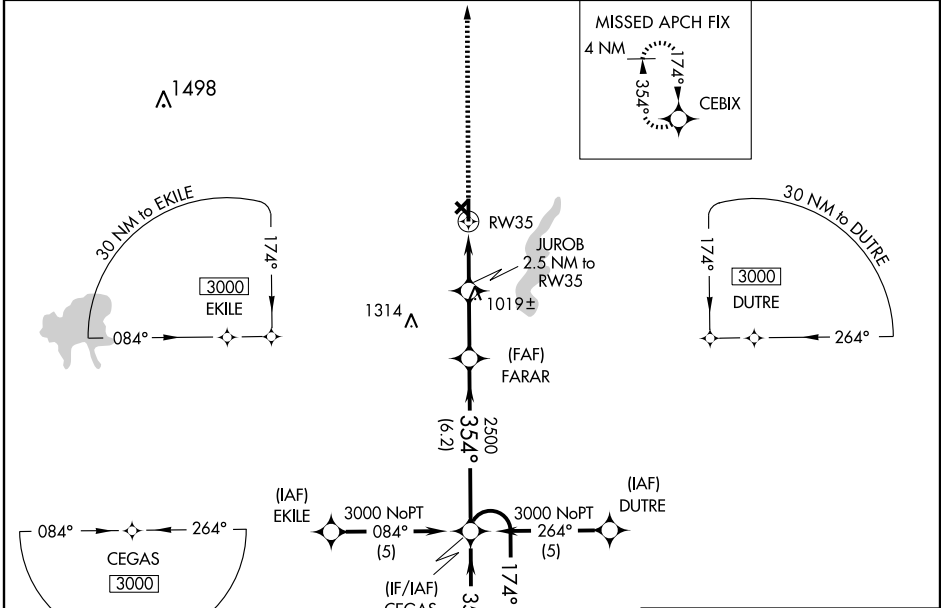 MISSED APCH FIX
4 NM
174°
354°
CEBIX
1498
30 NM to EKILE
174°
3000
EKILE
084°
RW35
JUROB
2.5 NM to
RW35
1019±
1314
30 NM to DUTRE
174°
3000
DUTRE
264°
(FAF)
FARAR
2500
354°
(6.2)
(IAF)
EKILE
3000 NoPT
084°
(5)
3000 NoPT
264°
(5)
(IAF)
DUTRE
084°
264°
CEGAS
3000
(IF/IAF)
CEGAS
174°